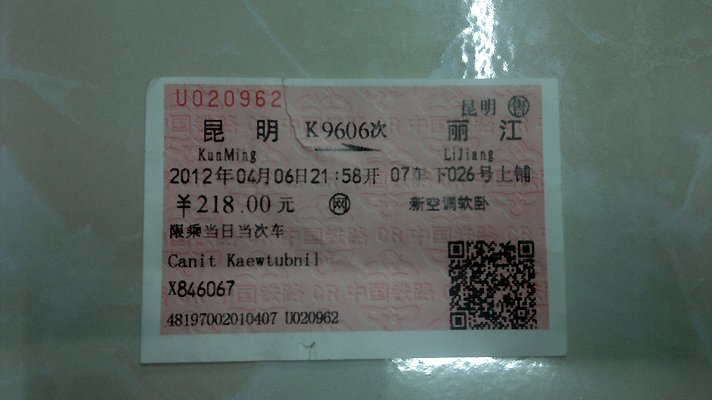 U020962
昆明 售
昆明 K9606次 丽江
KunMing LiJiang
2012年04月06日21:58开 07车下026号上铺
￥218.00元 网 新空调软卧
限乘当日当次车
Canit Kaewtubnil
X846067
48197002010407 U020962